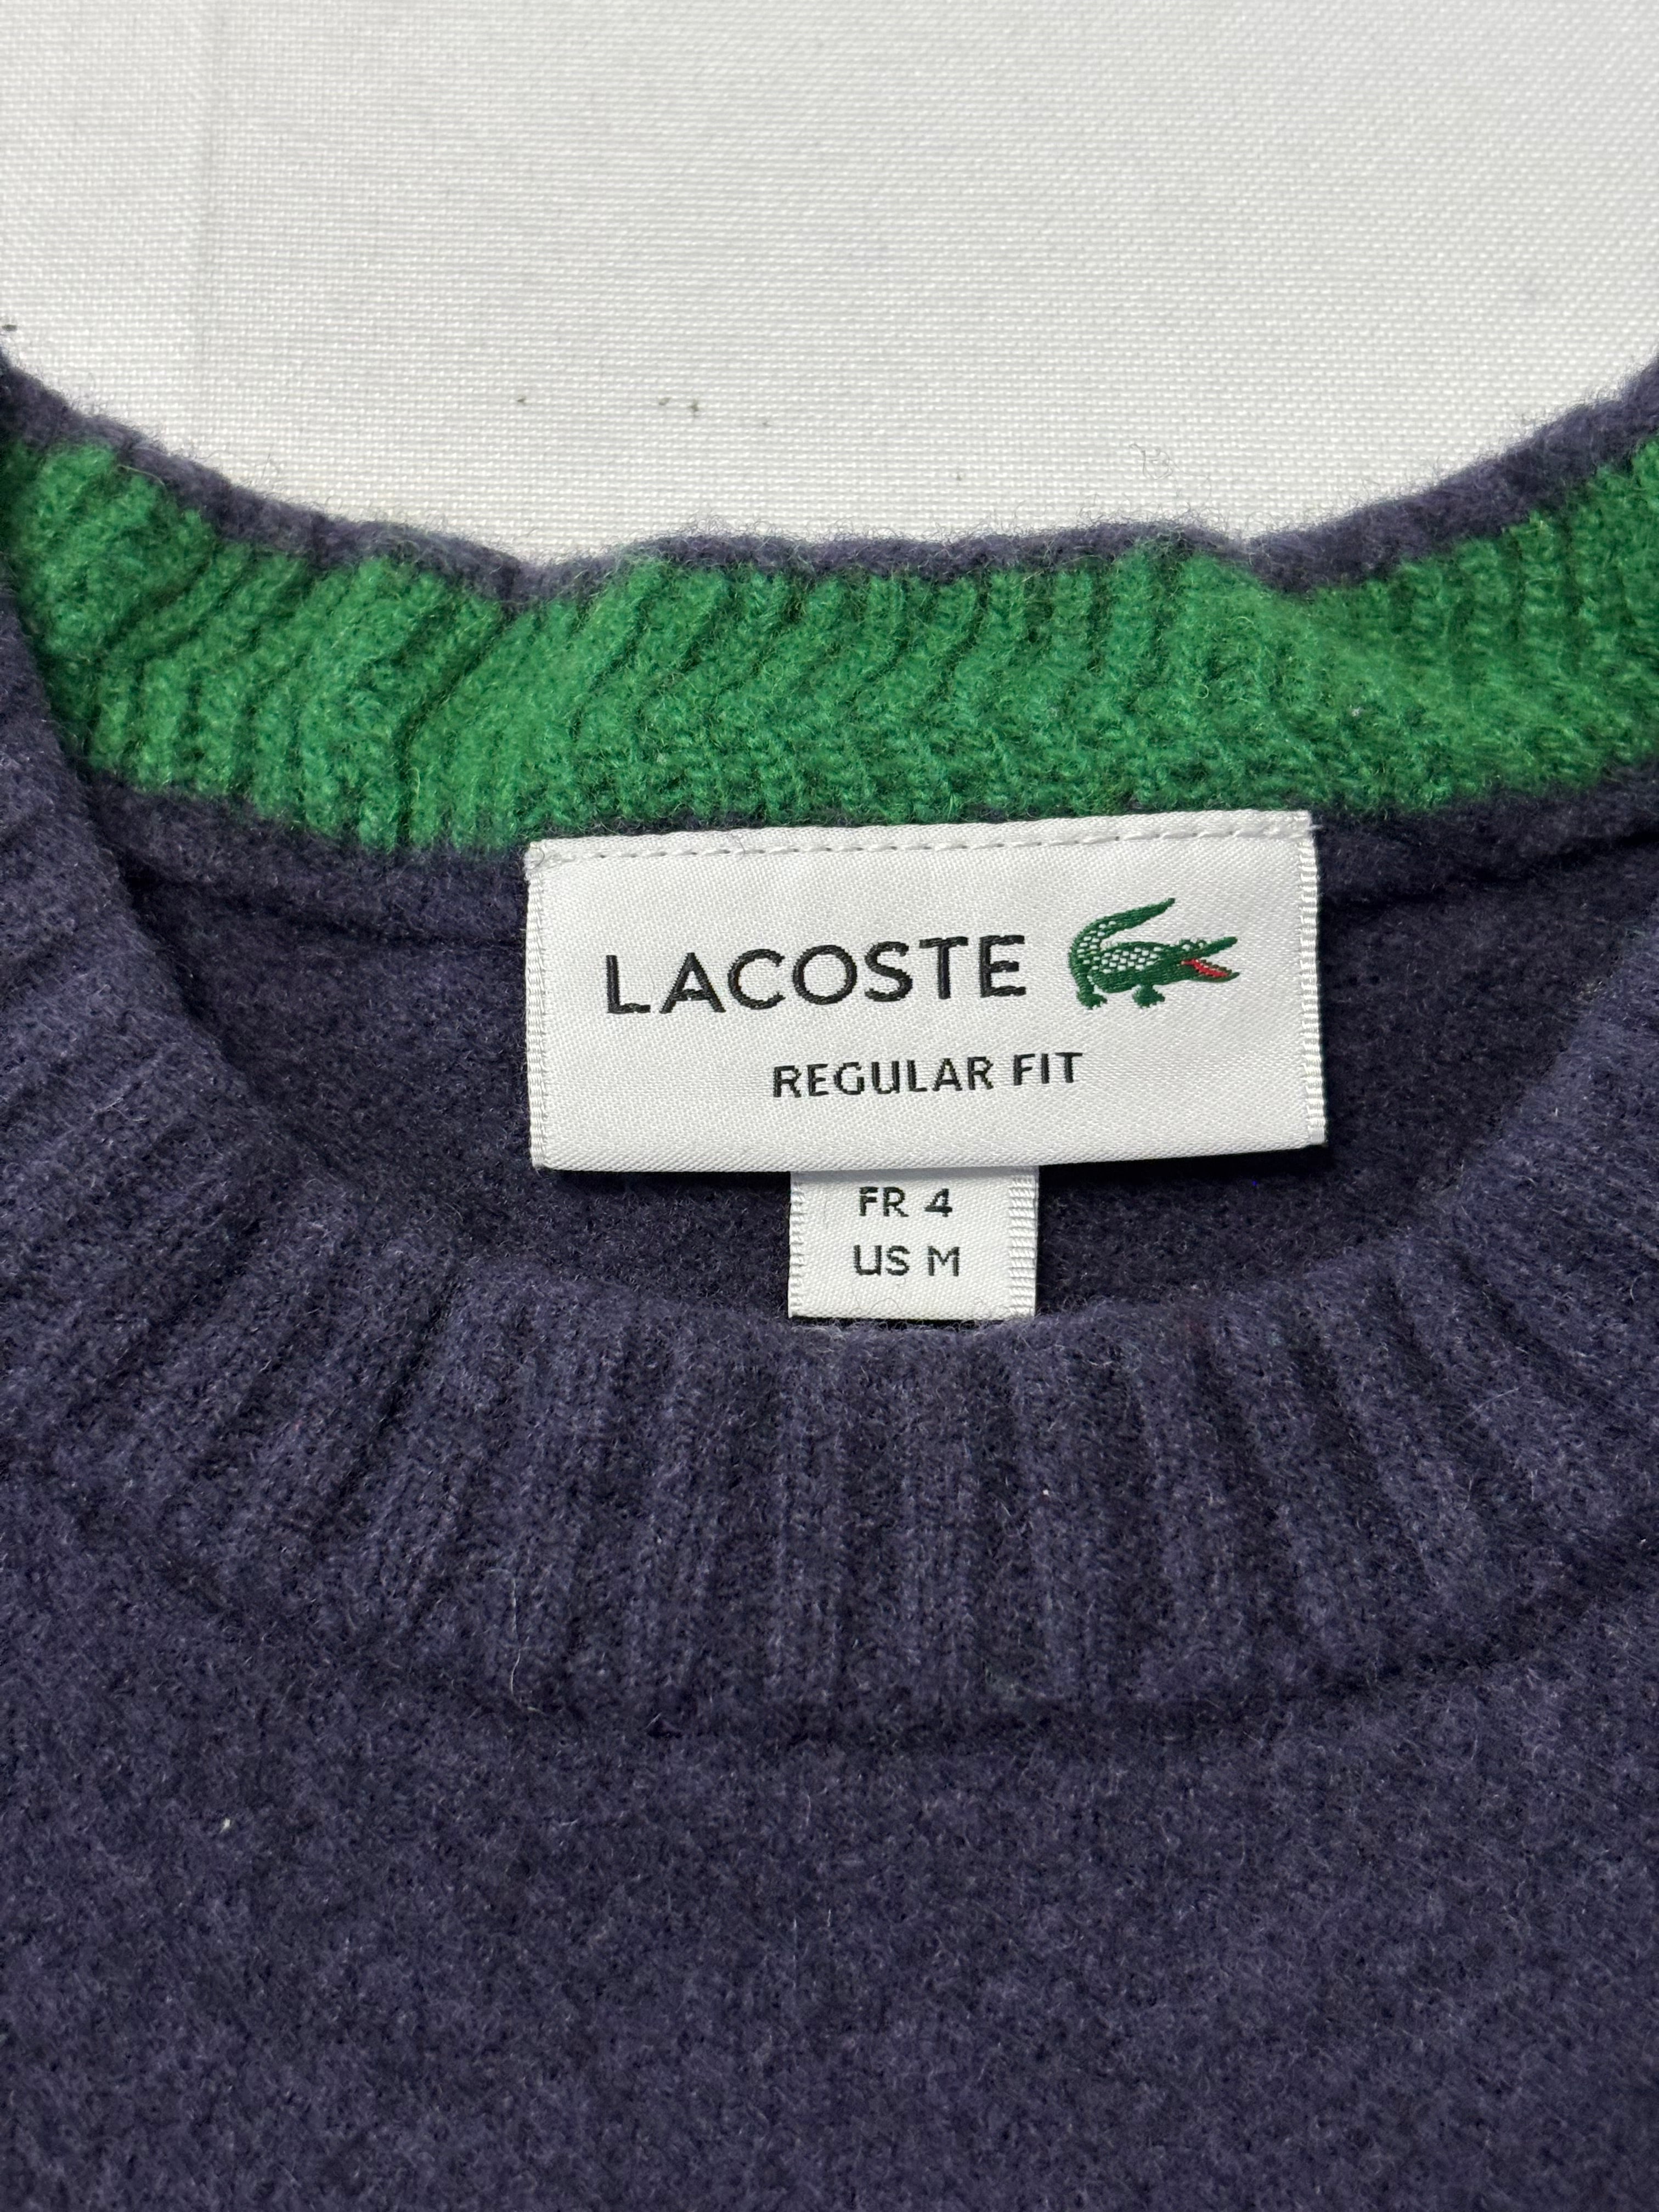 LACOSTE
REGULAR FIT
FR 4
US M